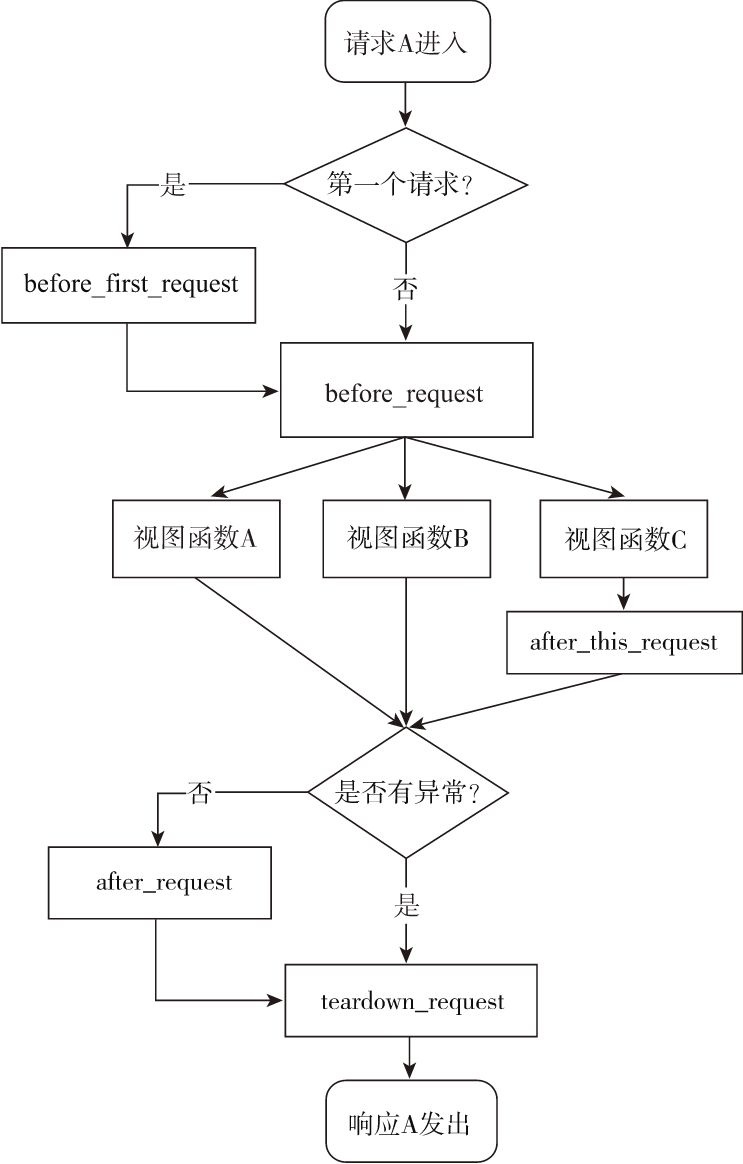 请求A进入
第一个请求?
是
before_first_request
否
before_request
视图函数A
视图函数B
视图函数C
after_this_request
是否有异常?
否
after_request
是
teardown_request
响应A发出